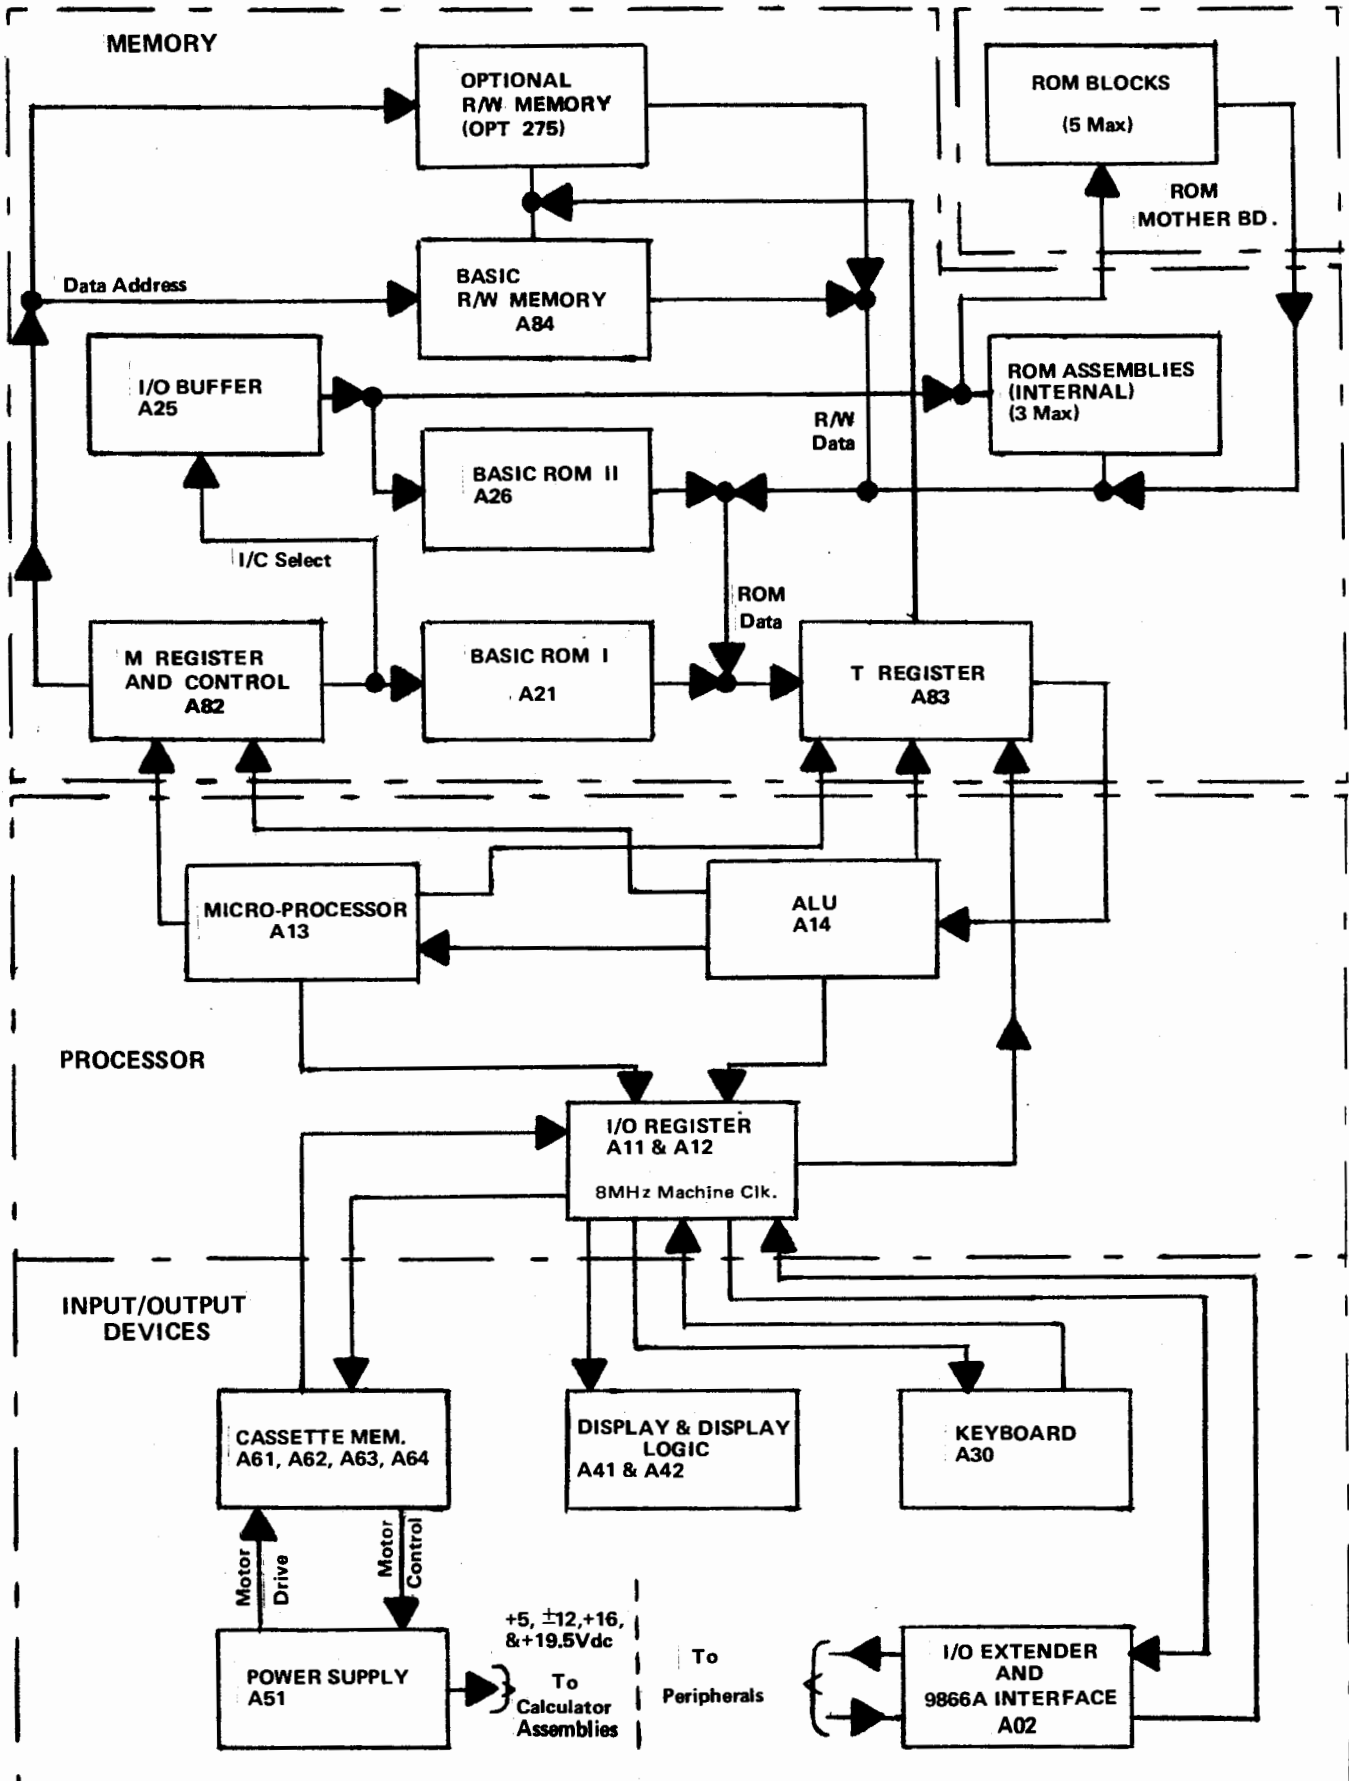 MEMORY
OPTIONAL
R/W MEMORY
(OPT 275)
ROM BLOCKS
(5 Max)
ROM
MOTHER BD.
Data Address
BASIC
R/W MEMORY
A84
I/O BUFFER
A25
ROM ASSEMBLIES
(INTERNAL)
(3 Max)
R/W
Data
BASIC ROM II
A26
I/C Select
ROM
Data
M REGISTER
AND CONTROL
A82
BASIC ROM I
A21
T REGISTER
A83
MICRO-PROCESSOR
A13
ALU
A14
PROCESSOR
I/O REGISTER
A11 & A12
8MHz Machine Clk.
INPUT/OUTPUT
DEVICES
CASSETTE MEM.
A61, A62, A63, A64
DISPLAY & DISPLAY
LOGIC
A41 & A42
KEYBOARD
A30
Motor
Drive
Motor
Control
POWER SUPPLY
A51
+5, ±12,+16,
&+19.5Vdc
To
Calculator
Assemblies
To
Peripherals
I/O EXTENDER
AND
9866A INTERFACE
A02